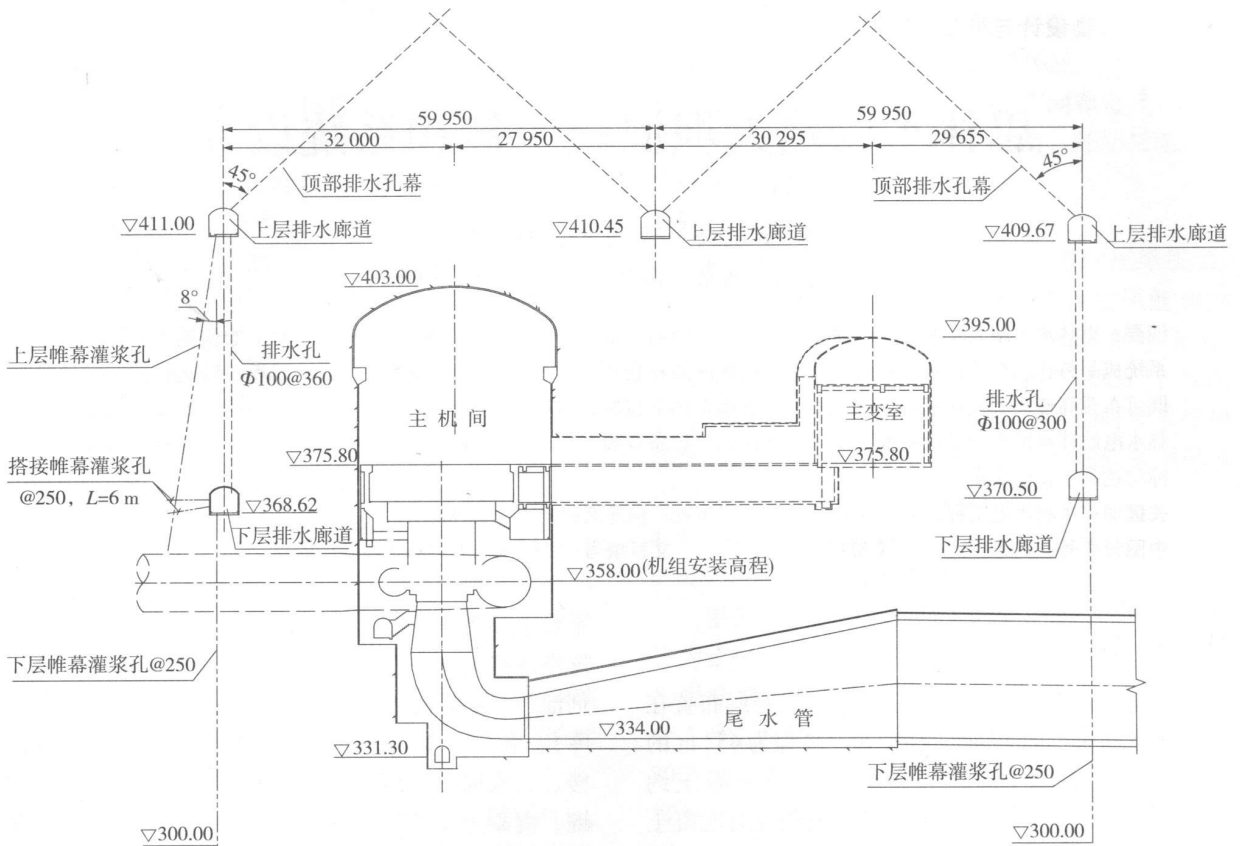 59 950
59 950
32 000
27 950
30 295
29 655
45°
顶部排水孔幕
顶部排水孔幕
45°
▽411.00
上层排水廊道
▽410.45
上层排水廊道
▽409.67
上层排水廊道
▽403.00
8°
▽395.00
上层帷幕灌浆孔
排水孔
Φ100@360
主机间
主变室
排水孔
Φ100@300
▽375.80
▽375.80
搭接帷幕灌浆孔
@250，L=6 m
▽368.62
▽370.50
下层排水廊道
下层排水廊道
▽358.00(机组安装高程)
下层帷幕灌浆孔@250
▽334.00
尾水管
▽331.30
下层帷幕灌浆孔@250
▽300.00
▽300.00